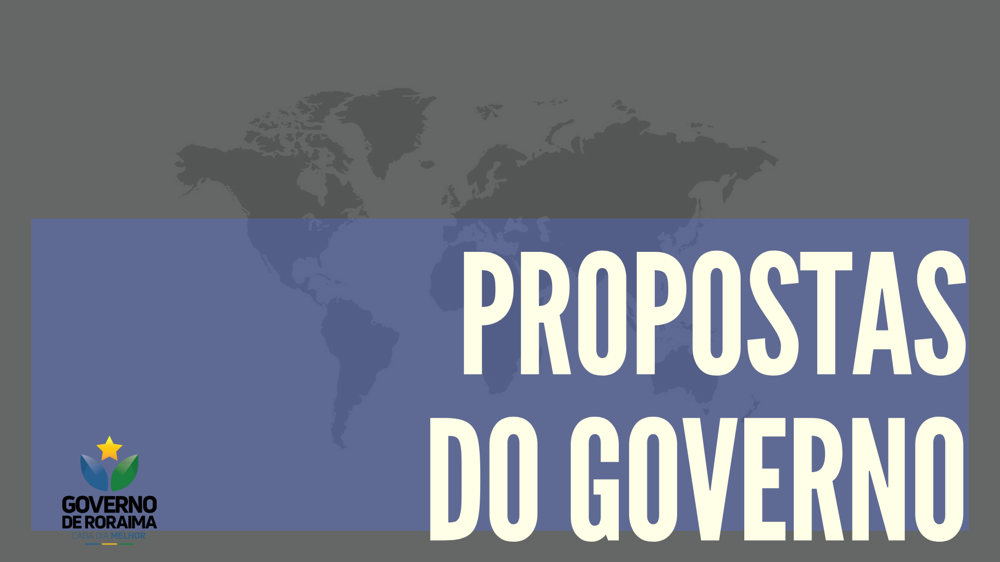 PROPOSTAS
DO GOVERNO
GOVERNO
DE RORAIMA
CADA DIA MELHOR